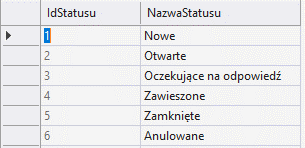 IdStatusu NazwaStatusu
1 Nowe
2 Otwarte
3 Oczekujące na odpowiedź
4 Zawieszone
5 Zamknięte
6 Anulowane